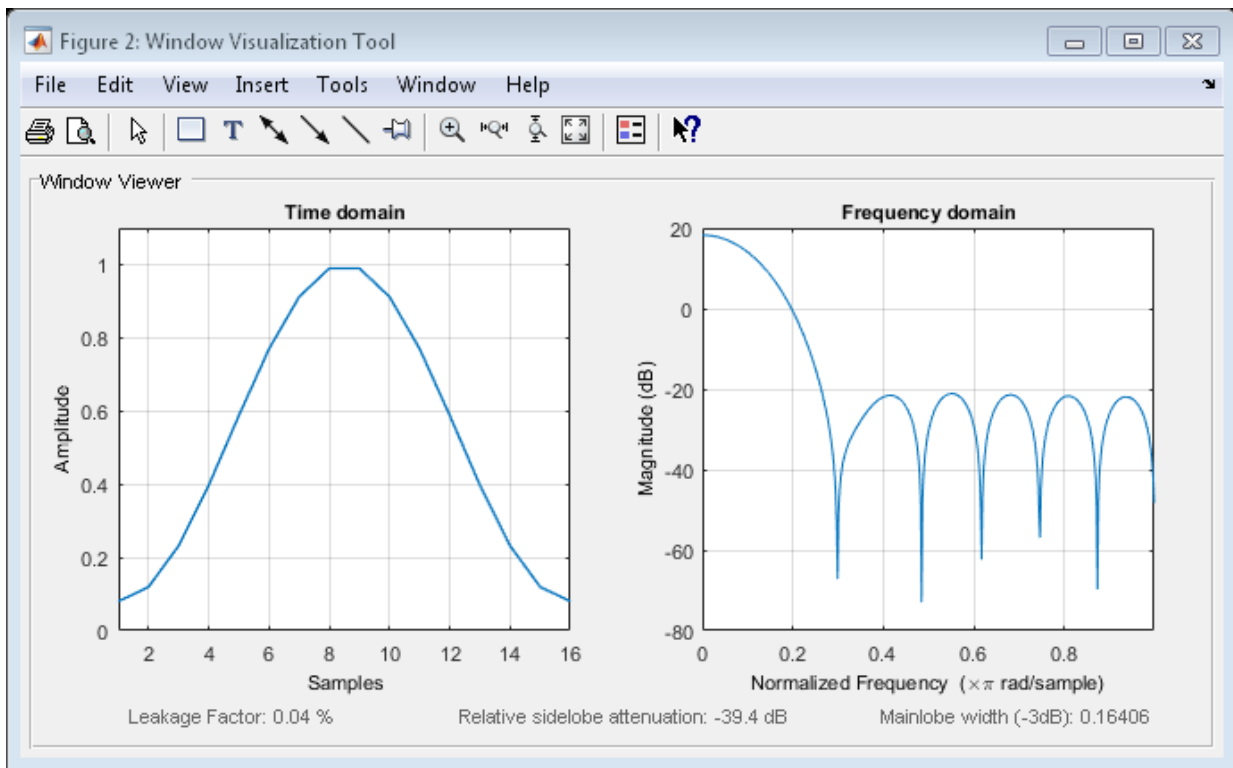 Figure 2: Window Visualization Tool
File Edit View Insert Tools Window Help
T
?
Window Viewer
Time domain
Amplitude
1
0.8
0.6
0.4
0.2
0
2 4 6 8 10 12 14 16
Samples
Frequency domain
Magnitude (dB)
20
0
-20
-40
-60
-80
0 0.2 0.4 0.6 0.8
Normalized Frequency (×π rad/sample)
Leakage Factor: 0.04 % Relative sidelobe attenuation: -39.4 dB Mainlobe width (-3dB): 0.16406